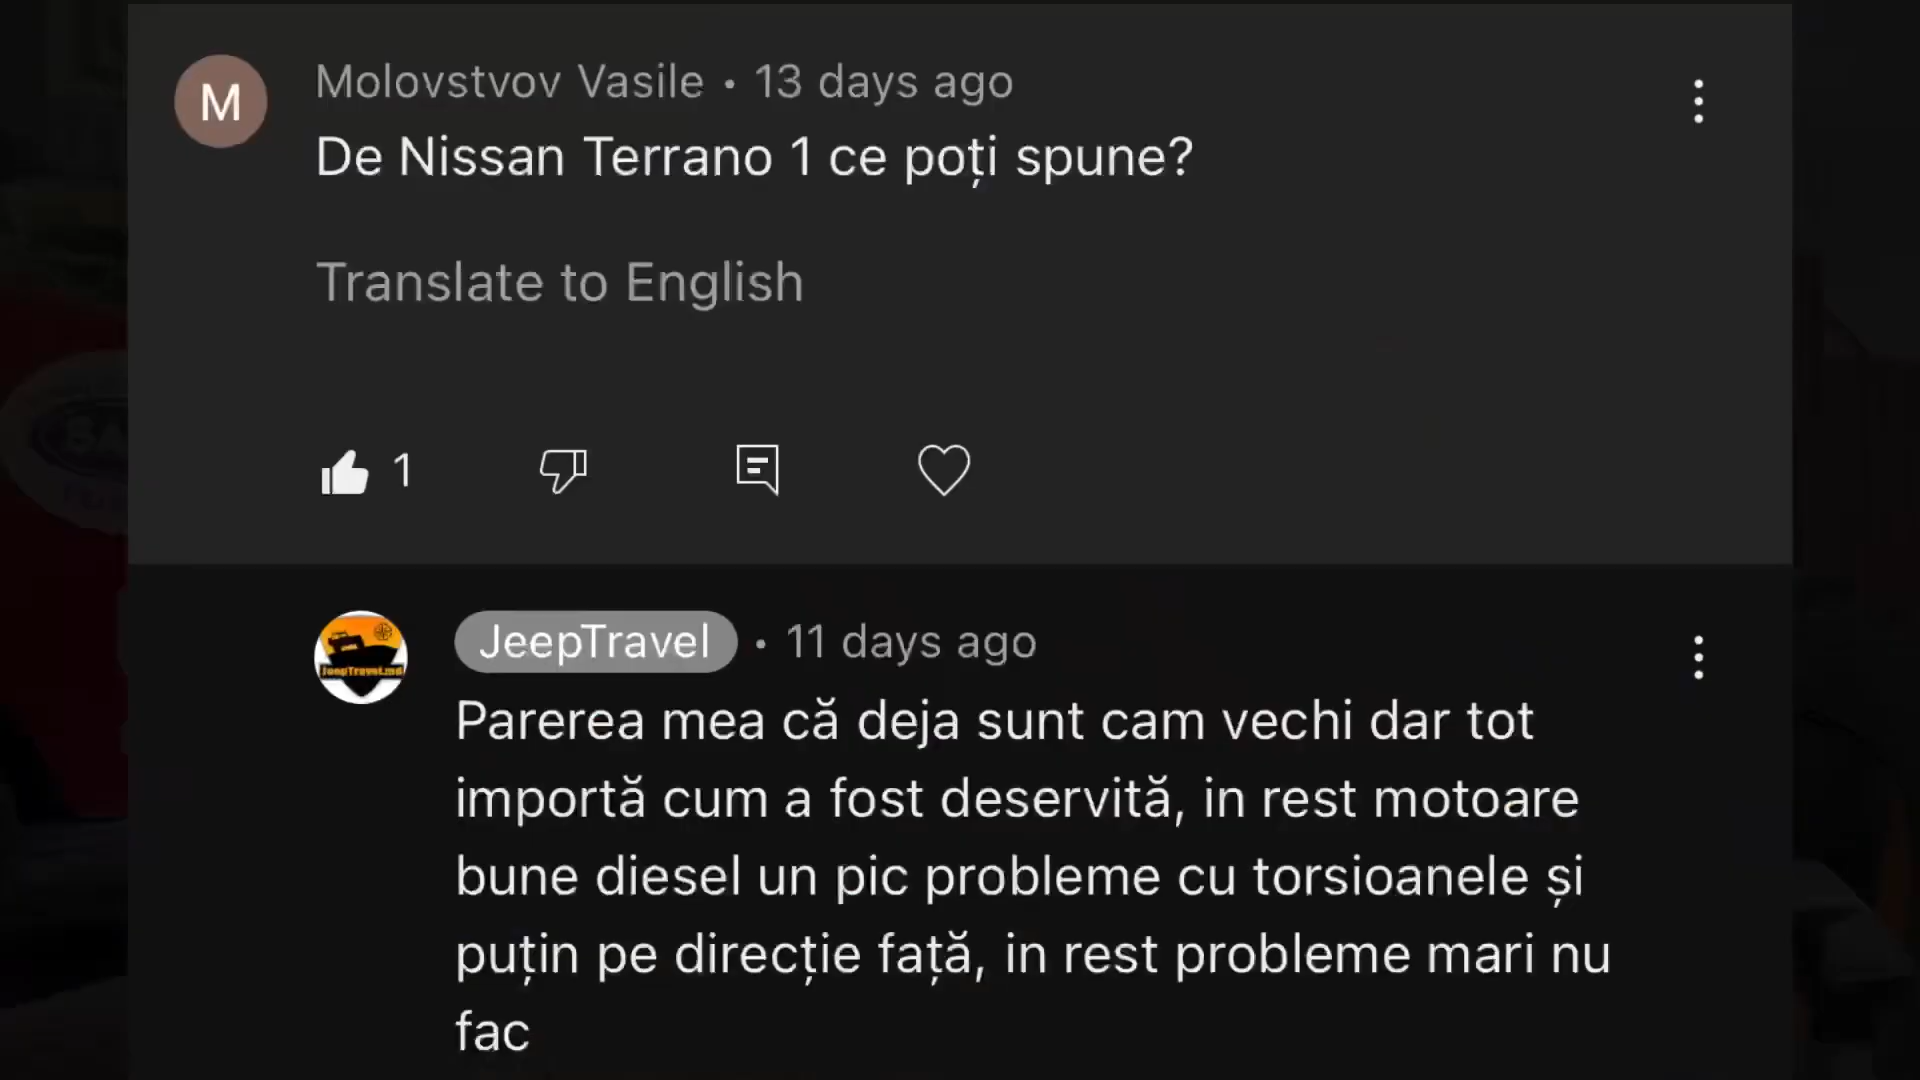 M
Molovstvov Vasile • 13 days ago
De Nissan Terrano 1 ce poți spune?
Translate to English
1
JeepTravel • 11 days ago
JeepTravel.md
Parerea mea că deja sunt cam vechi dar tot
importă cum a fost deservită, in rest motoare
bune diesel un pic probleme cu torsioanele și
puțin pe direcție față, in rest probleme mari nu
fac